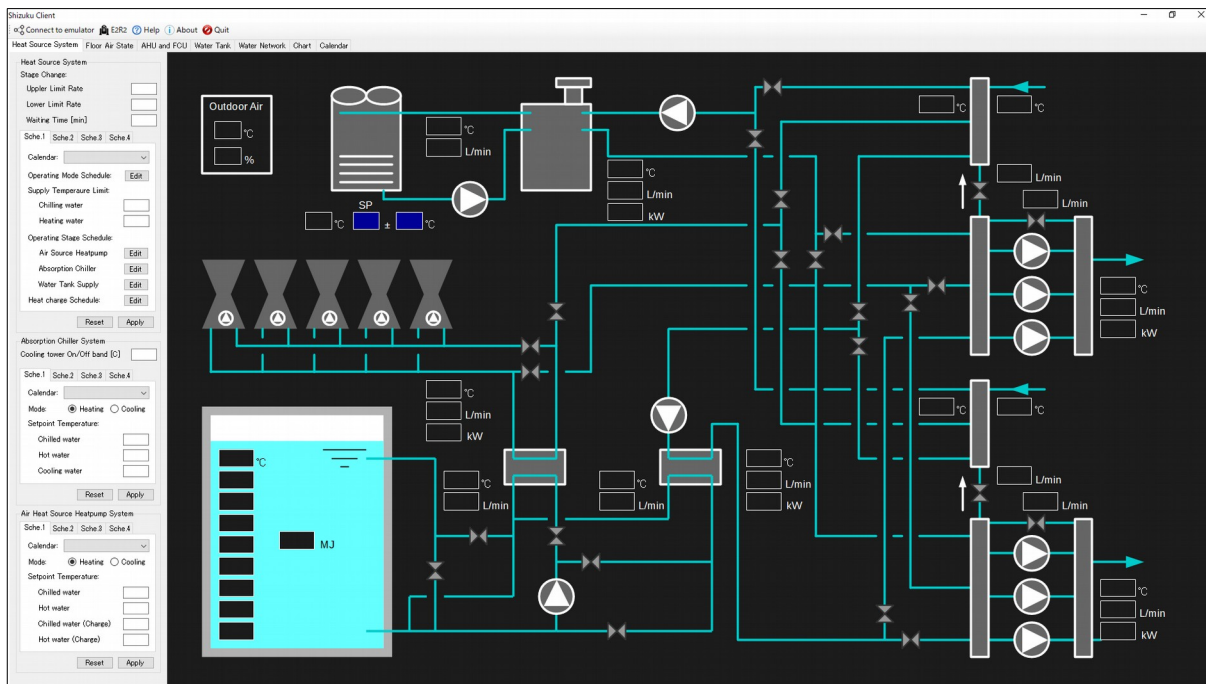 Shizuku Client
Connect to emulator E2R2 Help About Quit
Heat Source System Floor Air State AHU and FCU Water Tank Water Network Chart Calendar
Heat Source System
Stage Change:
Uppler Limit Rate
Lower Limit Rate
Waiting Time [min]
Sche.1 Sche.2 Sche.3 Sche.4
Calendar:
Operating Mode Schedule: Edit
Supply Temperaure Limit:
Chilling water
Heating water
Operating Stage Schedule:
Air Source Heatpump Edit
Absorption Chiller Edit
Water Tank Supply Edit
Heat charge Schedule: Edit
Reset Apply
Absorption Chiller System
Cooling tower On/Off band [C]
Sche.1 Sche.2 Sche.3 Sche.4
Calendar:
Mode: Heating Cooling
Setpoint Temperature:
Chilled water
Hot water
Cooling water
Reset Apply
Air Heat Source Heatpump System
Sche.1 Sche.2 Sche.3 Sche.4
Calendar:
Mode: Heating Cooling
Setpoint Temperature:
Chilled water
Hot water
Chilled water (Charge)
Hot water (Charge)
Reset Apply
Outdoor Air
℃
%
℃
L/min
SP
℃ ± ℃
℃
L/min
kW
℃ ℃
L/min
L/min
℃
L/min
kW
℃
L/min
kW
℃
MJ
℃
L/min
℃
L/min
℃
L/min
kW
℃ ℃
L/min
L/min
℃
L/min
kW